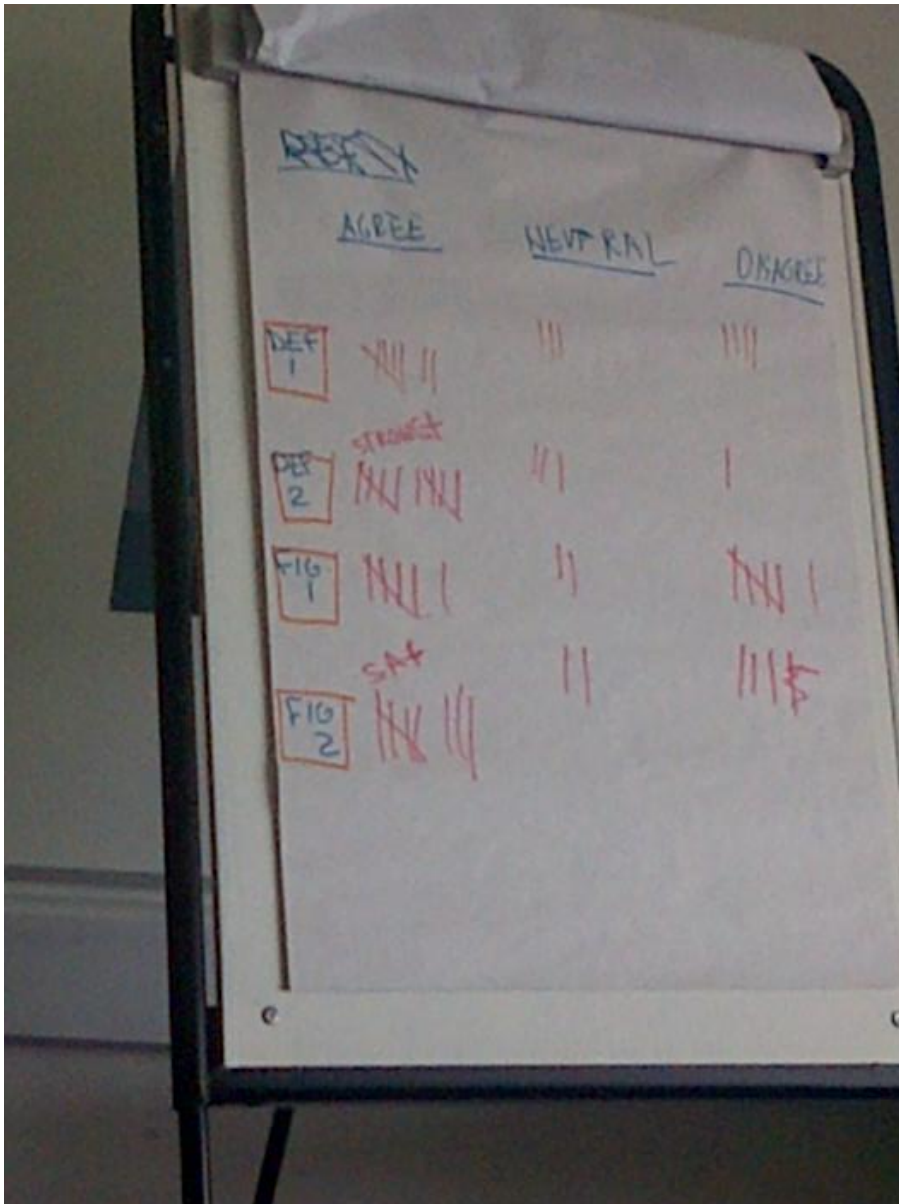 AGREE NEUTRAL DISAGREE
DEF 1
STRONGEST
DEF 2
FIG 1
FIG 2